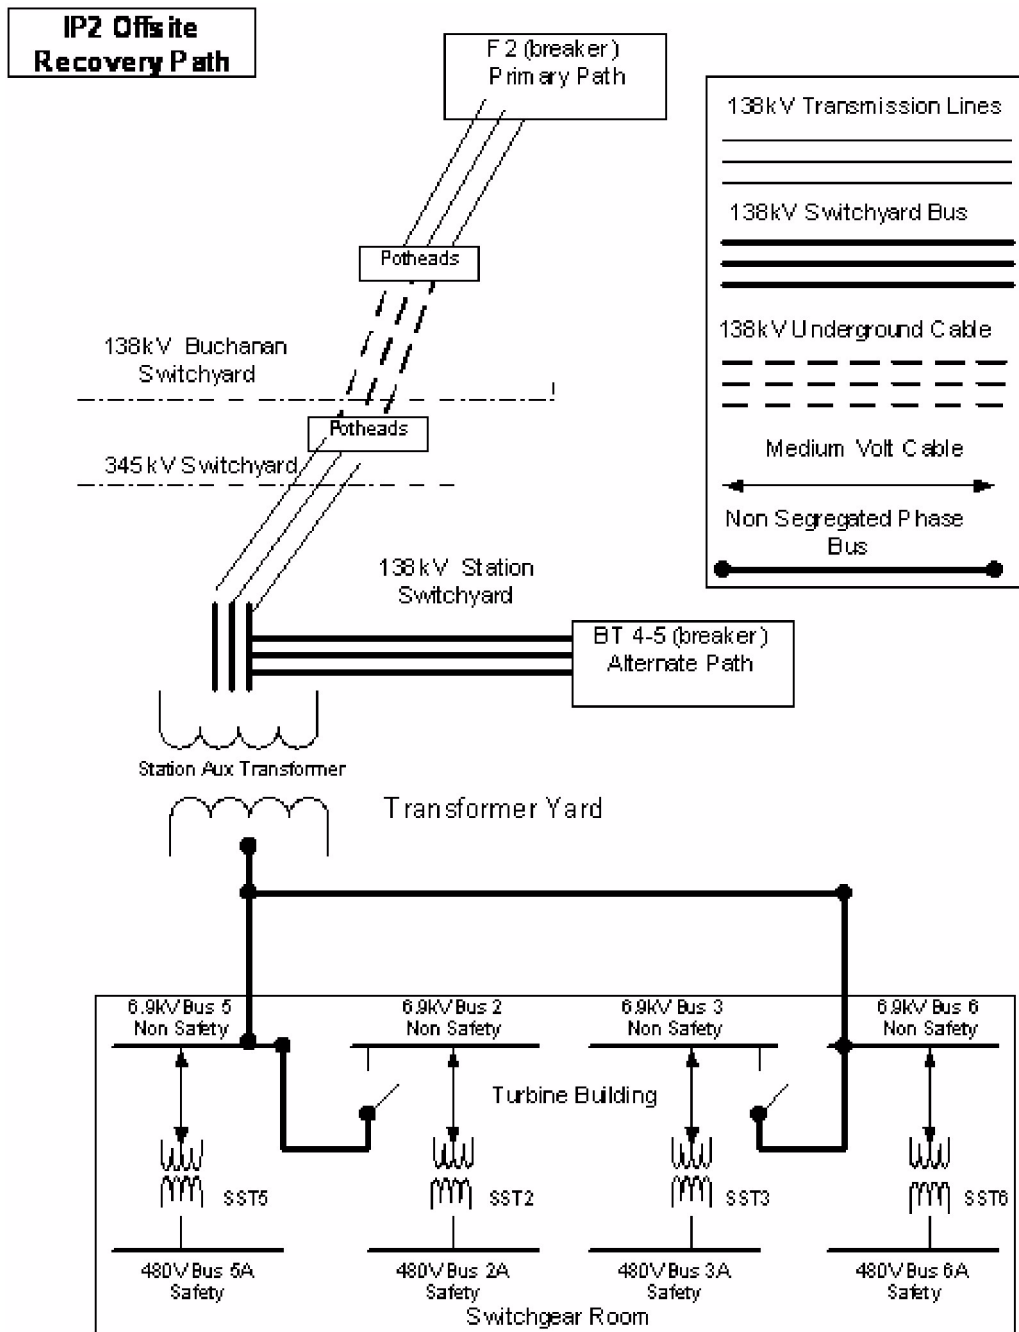 IP2 Offsite
Recovery Path
F2 (breaker)
Primary Path
138kV Transmission Lines
138kV Switchyard Bus
138kV Underground Cable
Medium Volt Cable
Non Segregated Phase
Bus
Potheads
138kV Buchanan
Switchyard
Potheads
345kV Switchyard
138kV Station
Switchyard
BT 4-5 (breaker)
Alternate Path
Station Aux Transformer
Transformer Yard
6.9kV Bus 5
Non Safety
6.9kV Bus 2
Non Safety
6.9kV Bus 3
Non Safety
6.9kV Bus 6
Non Safety
Turbine Building
SST5
SST2
SST3
SST6
480V Bus 5A
Safety
480V Bus 2A
Safety
480V Bus 3A
Safety
480V Bus 6A
Safety
Switchgear Room